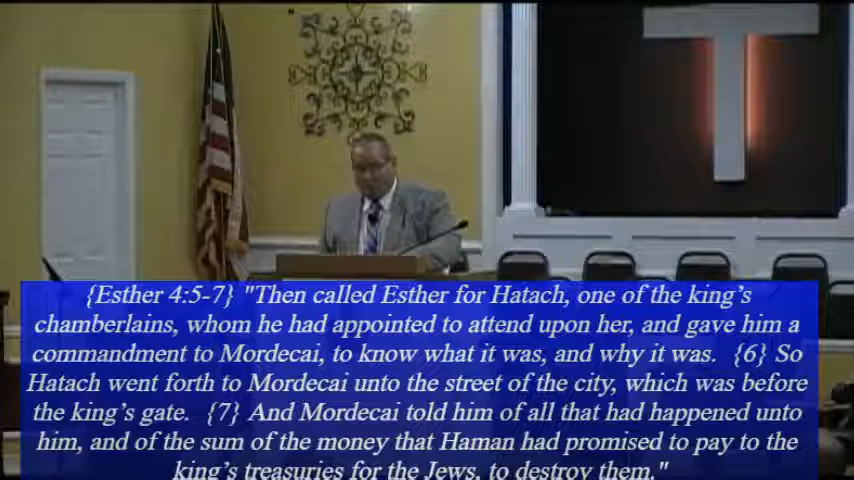 {Esther 4:5-7} "Then called Esther for Hatach, one of the king's
chamberlains, whom he had appointed to attend upon her, and gave him a
commandment to Mordecai, to know what it was, and why it was. {6} So
Hatach went forth to Mordecai unto the street of the city, which was before
the king's gate. {7} And Mordecai told him of all that had happened unto
him, and of the sum of the money that Haman had promised to pay to the
king's treasuries for the Jews, to destroy them."